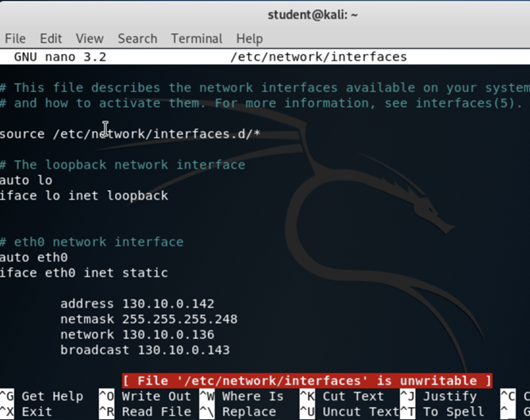 student@kali: ~
File Edit View Search Terminal Help
GNU nano 3.2 /etc/network/interfaces
# This file describes the network interfaces available on your system
# and how to activate them. For more information, see interfaces(5).
source /etc/network/interfaces.d/*
# The loopback network interface
auto lo
iface lo inet loopback
# eth0 network interface
auto eth0
iface eth0 inet static
address 130.10.0.142
netmask 255.255.255.248
network 130.10.0.136
broadcast 130.10.0.143
[ File '/etc/network/interfaces' is unwritable ]
^G Get Help ^O Write Out ^W Where Is ^K Cut Text ^J Justify ^C
^X Exit ^R Read File ^\ Replace ^U Uncut Text ^T To Spell ^